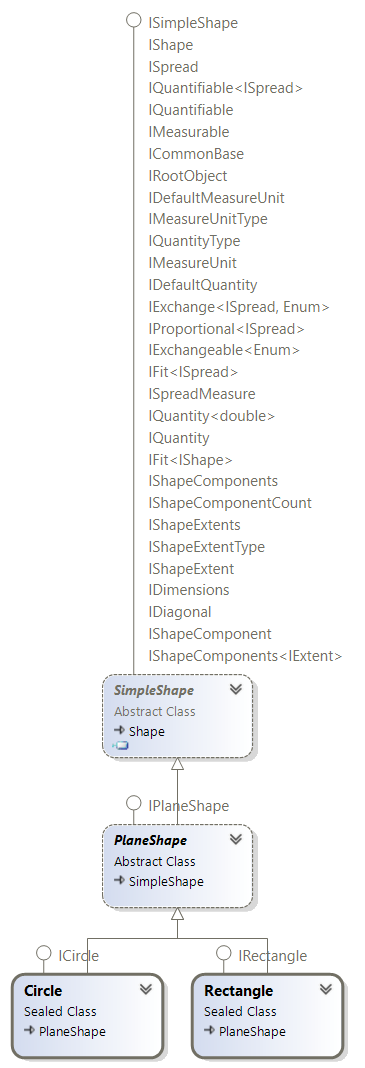 ISimpleShape
IShape
ISpread
IQuantifiable<ISpread>
IQuantifiable
IMeasurable
ICommonBase
IRootObject
IDefaultMeasureUnit
IMeasureUnitType
IQuantityType
IMeasureUnit
IDefaultQuantity
IExchange<ISpread, Enum>
IProportional<ISpread>
IExchangeable<Enum>
IFit<ISpread>
ISpreadMeasure
IQuantity<double>
IQuantity
IFit<IShape>
IShapeComponents
IShapeComponentCount
IShapeExtents
IShapeExtentType
IShapeExtent
IDimensions
IDiagonal
IShapeComponent
IShapeComponents<IExtent>
SimpleShape
Abstract Class
Shape
IPlaneShape
PlaneShape
Abstract Class
SimpleShape
ICircle
Circle
Sealed Class
PlaneShape
IRectangle
Rectangle
Sealed Class
PlaneShape